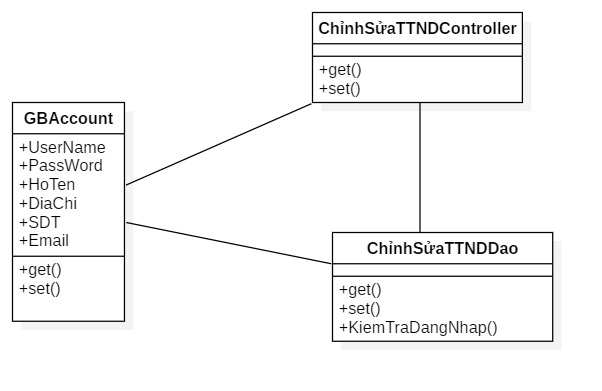 ChỉnhSửaTTNDController
+get()
+set()
GBAccount
+UserName
+PassWord
+HoTen
+DiaChi
+SDT
+Email
+get()
+set()
ChỉnhSửaTTNDDao
+get()
+set()
+KiemTraDangNhap()